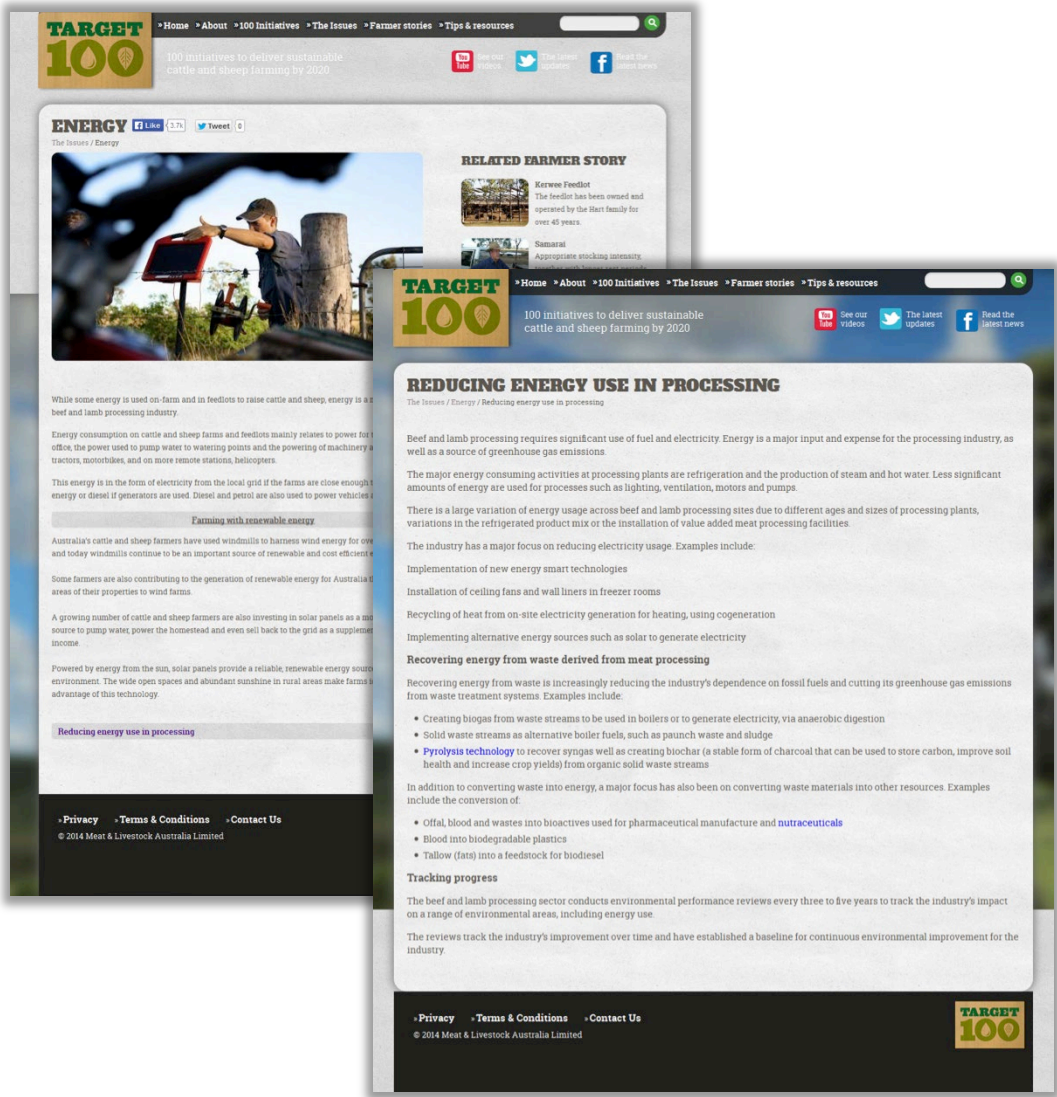 TARGET
100
»Home »About »100 Initiatives »The Issues »Farmer stories »Tips & resources
100 initiatives to deliver sustainable
cattle and sheep farming by 2020
You
Tube
See our
videos
The latest
updates
Read the
latest news
ENERGY
Like 3.7k
Tweet 0
The Issues / Energy
RELATED FARMER STORY
Kerwee Feedlot
The feedlot has been owned and
operated by the Hart family for
over 45 years.
Samarai
Appropriate stocking intensity,
While some energy is used on-farm and in feedlots to raise cattle and sheep, energy is a
beef and lamb processing industry.
Energy consumption on cattle and sheep farms and feedlots mainly relates to power for
office, the power used to pump water to watering points and the powering of machinery
tractors, motorbikes, and on more remote stations, helicopters.
This energy is in the form of electricity from the local grid if the farms are close enough
energy or diesel if generators are used. Diesel and petrol are also used to power vehicles
Farming with renewable energy
Australia's cattle and sheep farmers have used windmills to harness wind energy for
and today windmills continue to be an important source of renewable and cost efficient
Some farmers are also contributing to the generation of renewable energy for Australia
areas of their properties to wind farms.
A growing number of cattle and sheep farmers are also investing in solar panels as a
source to pump water, power the homestead and even sell back to the grid as a
income.
Powered by energy from the sun, solar panels provide a reliable, renewable energy
environment. The wide open spaces and abundant sunshine in rural areas make farms
advantage of this technology.
Reducing energy use in processing
»Privacy »Terms & Conditions »Contact Us
© 2014 Meat & Livestock Australia Limited
TARGET
100
»Home »About »100 Initiatives »The Issues »Farmer stories »Tips & resources
100 initiatives to deliver sustainable
cattle and sheep farming by 2020
You
Tube
See our
videos
The latest
updates
Read the
latest news
REDUCING ENERGY USE IN PROCESSING
The Issues / Energy / Reducing energy use in processing
Beef and lamb processing requires significant use of fuel and electricity. Energy is a major input and expense for the processing industry, as
well as a source of greenhouse gas emissions.
The major energy consuming activities at processing plants are refrigeration and the production of steam and hot water. Less significant
amounts of energy are used for processes such as lighting, ventilation, motors and pumps.
There is a large variation of energy usage across beef and lamb processing sites due to different ages and sizes of processing plants,
variations in the refrigerated product mix or the installation of value added meat processing facilities.
The industry has a major focus on reducing electricity usage. Examples include:
Implementation of new energy smart technologies
Installation of ceiling fans and wall liners in freezer rooms
Recycling of heat from on-site electricity generation for heating, using cogeneration
Implementing alternative energy sources such as solar to generate electricity
Recovering energy from waste derived from meat processing
Recovering energy from waste is increasingly reducing the industry's dependence on fossil fuels and cutting its greenhouse gas emissions
from waste treatment systems. Examples include:
• Creating biogas from waste streams to be used in boilers or to generate electricity, via anaerobic digestion
• Solid waste streams as alternative boiler fuels, such as paunch waste and sludge
• Pyrolysis technology to recover syngas well as creating biochar (a stable form of charcoal that can be used to store carbon, improve soil
health and increase crop yields) from organic solid waste streams
In addition to converting waste into energy, a major focus has also been on converting waste materials into other resources. Examples
include the conversion of:
• Offal, blood and wastes into bioactives used for pharmaceutical manufacture and nutraceuticals
• Blood into biodegradable plastics
• Tallow (fats) into a feedstock for biodiesel
Tracking progress
The beef and lamb processing sector conducts environmental performance reviews every three to five years to track the industry's impact
on a range of environmental areas, including energy use.
The reviews track the industry's improvement over time and have established a baseline for continuous environmental improvement for the
industry.
»Privacy »Terms & Conditions »Contact Us
© 2014 Meat & Livestock Australia Limited
TARGET
100